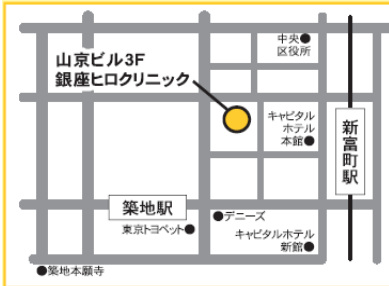 中央
区役所
山京ビル3F
銀座ヒロクリニック
キャピタル
ホテル
本館
新富町駅
築地駅
デニーズ
東京トヨペット
キャピタルホテル
新館
築地本願寺